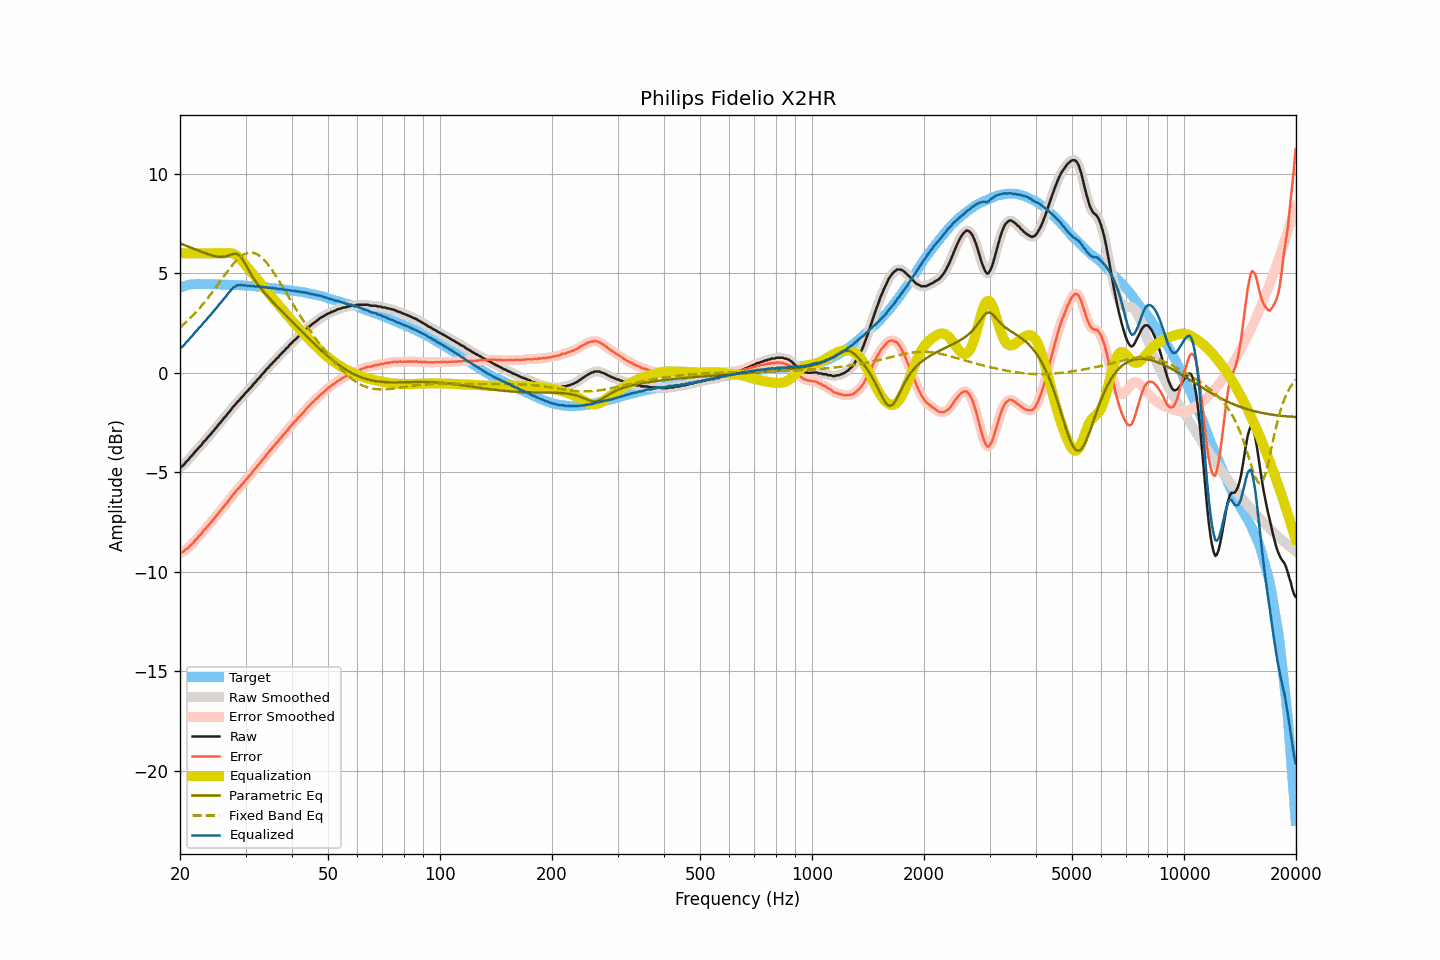 Philips Fidelio X2HR
10
5
0
−5
−10
−15
−20
Amplitude (dBr)
Target
Raw Smoothed
Error Smoothed
Raw
Error
Equalization
Parametric Eq
Fixed Band Eq
Equalized
20 50 100 200 500 1000 2000 5000 10000 20000
Frequency (Hz)